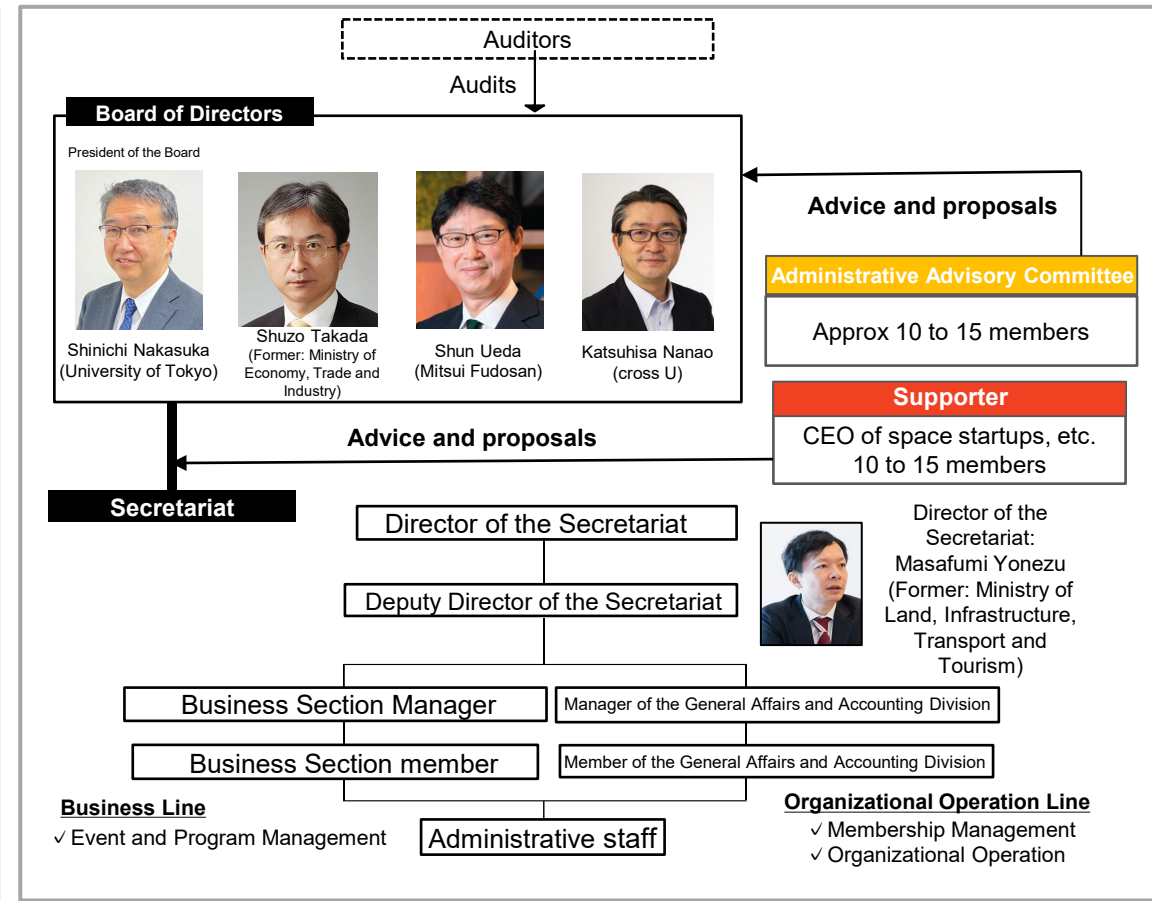 Auditors
Audits
Board of Directors
President of the Board
Shinichi Nakasuka
(University of Tokyo)
Shuzo Takada
(Former: Ministry of
Economy, Trade and
Industry)
Shun Ueda
(Mitsui Fudosan)
Katsuhisa Nanao
(cross U)
Advice and proposals
Administrative Advisory Committee
Approx 10 to 15 members
Supporter
CEO of space startups, etc.
10 to 15 members
Advice and proposals
Secretariat
Director of the Secretariat
Deputy Director of the Secretariat
Director of the
Secretariat:
Masafumi Yonezu
(Former: Ministry of
Land, Infrastructure,
Transport and
Tourism)
Business Section Manager
Manager of the General Affairs and Accounting Division
Business Section member
Member of the General Affairs and Accounting Division
Business Line
✓ Event and Program Management
Administrative staff
Organizational Operation Line
✓ Membership Management
✓ Organizational Operation